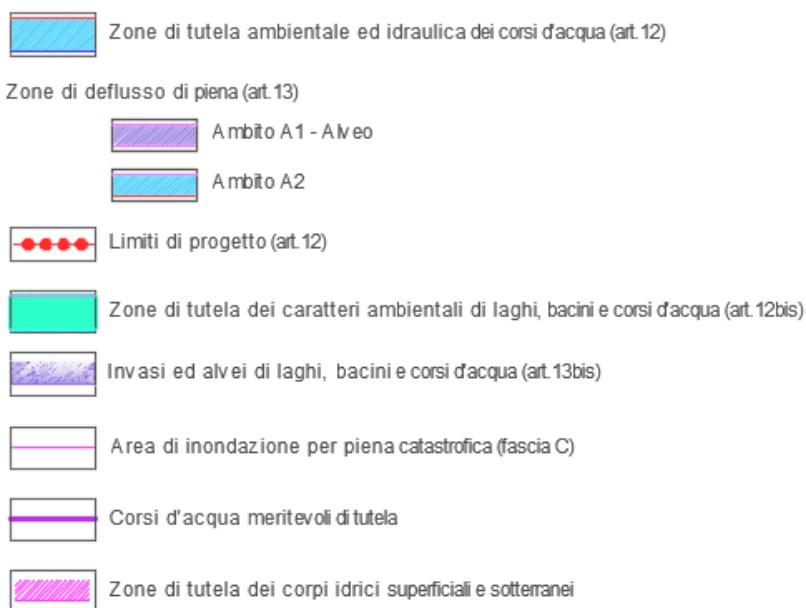 Zone di tutela ambientale ed idraulica dei corsi d'acqua (art.12)
Zone di deflusso di piena (art.13)
Ambito A1 - Alveo
Ambito A2
Limiti di progetto (art.12)
Zone di tutela dei caratteri ambientali di laghi, bacini e corsi d'acqua (art.12bis)
Invasi ed alvei di laghi, bacini e corsi d'acqua (art.13bis)
Area di inondazione per piena catastrofica (fascia C)
Corsi d'acqua meritevoli di tutela
Zone di tutela dei corpi idrici superficiali e sotterranei